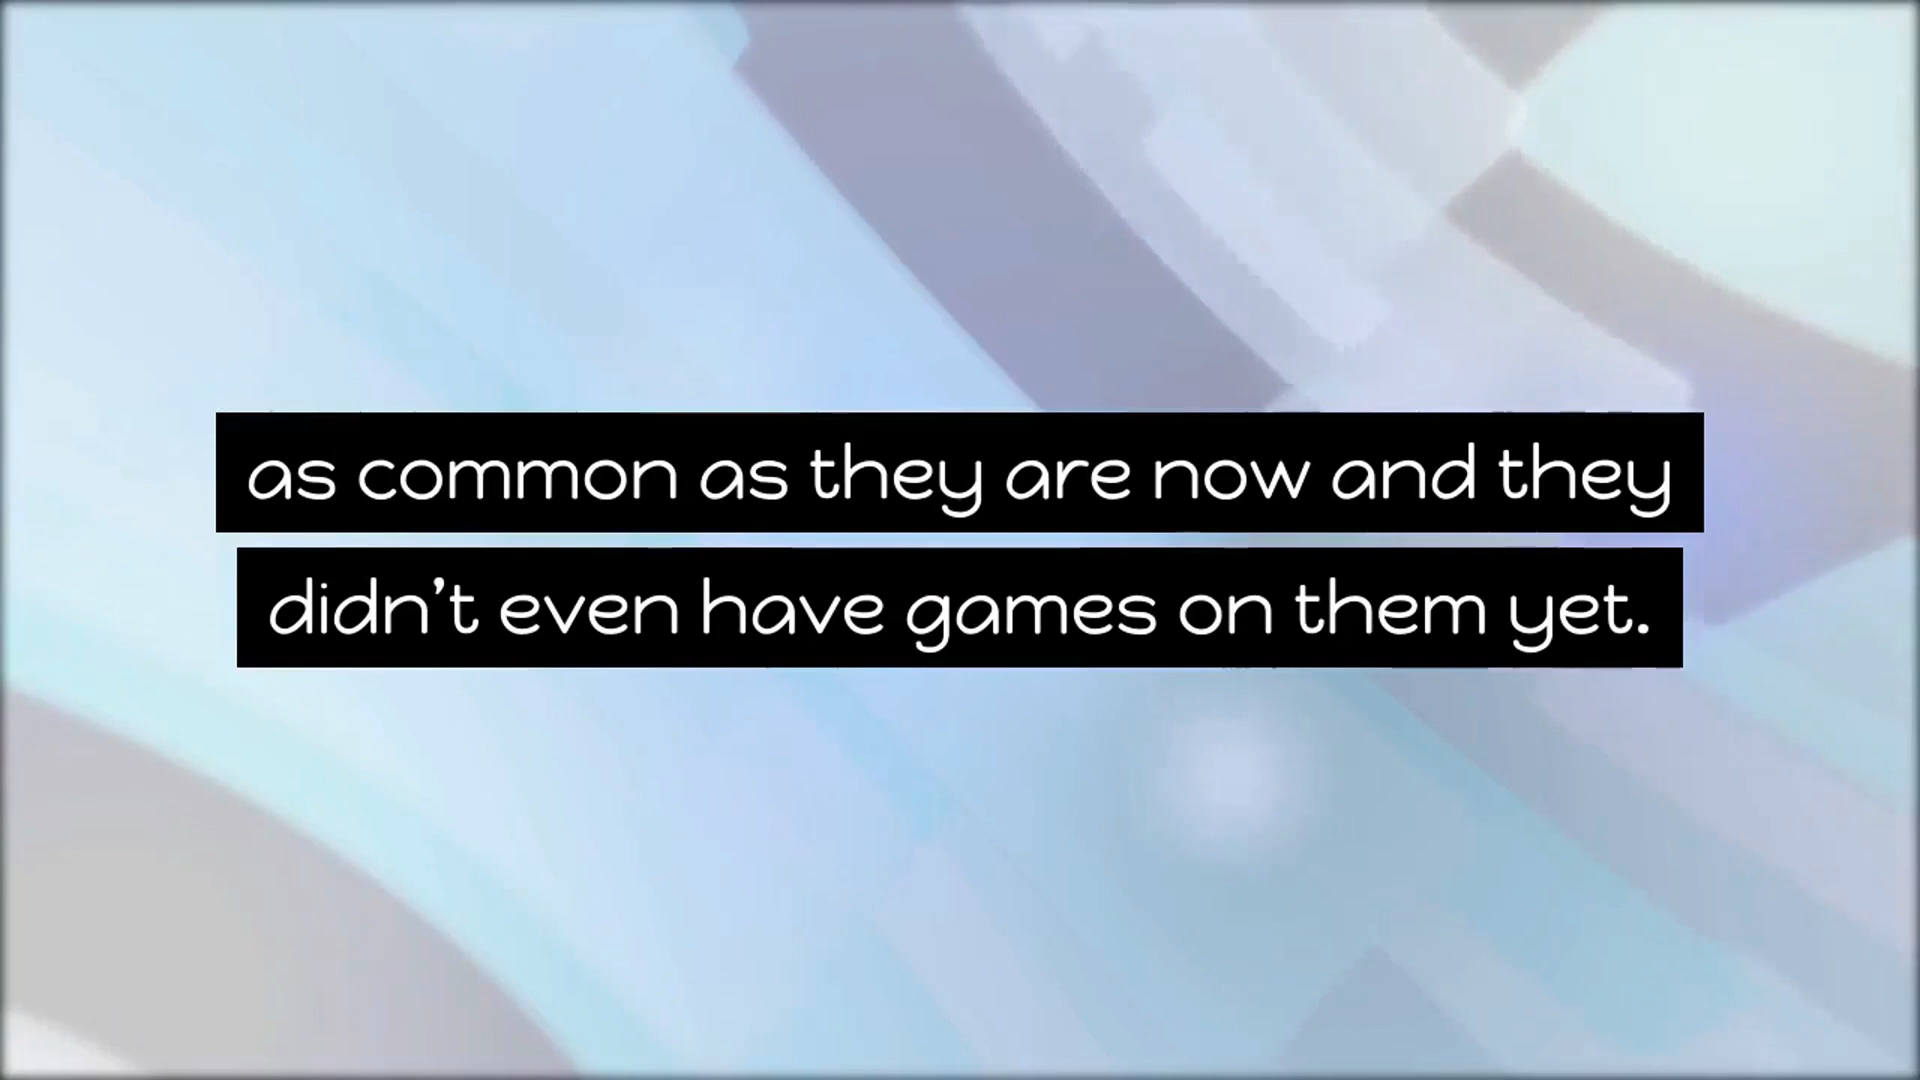 as common as they are now and they
didn’t even have games on them yet.